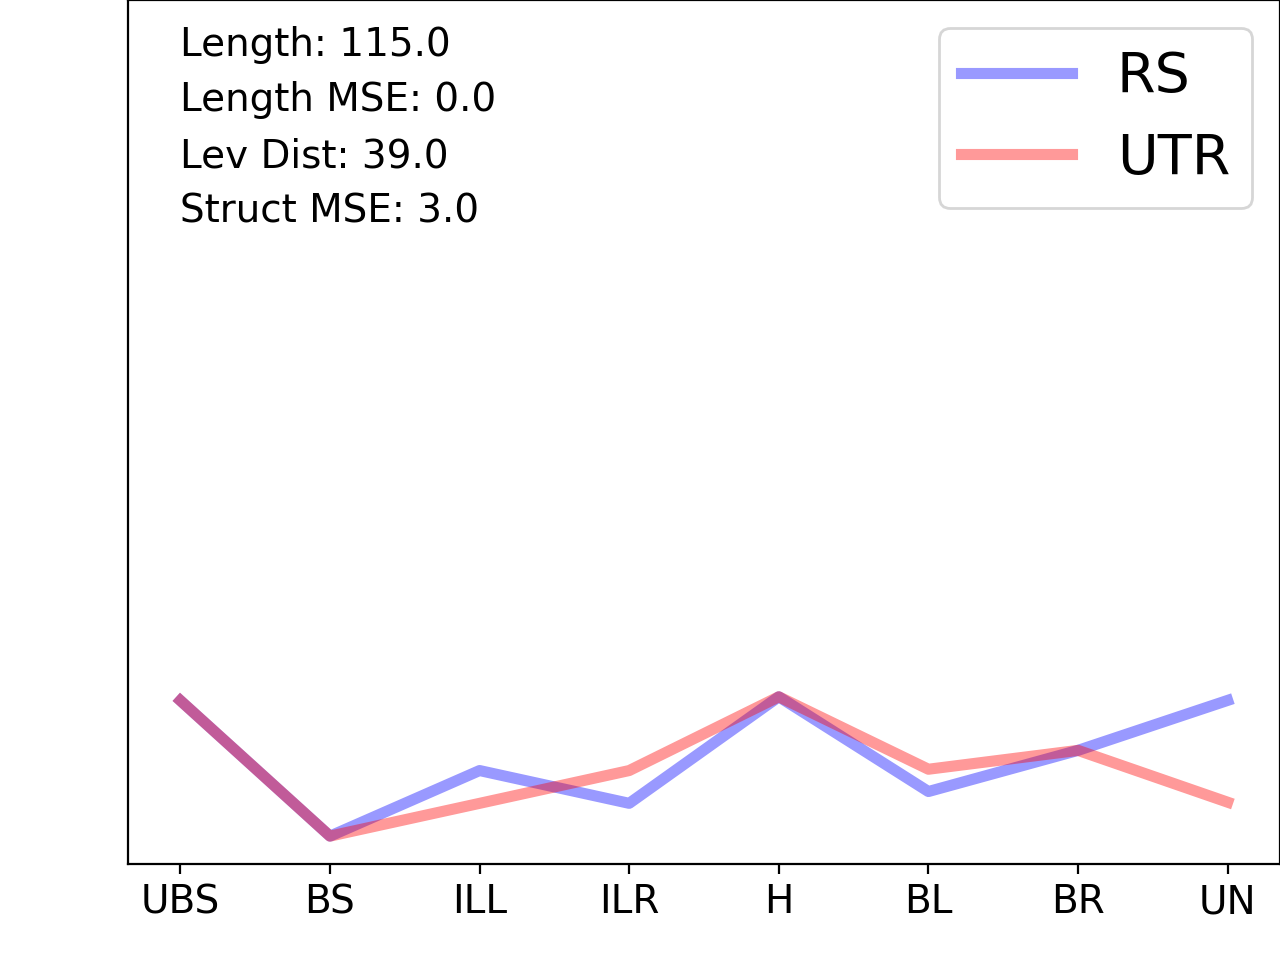 Length: 115.0
Length MSE: 0.0
Lev Dist: 39.0
Struct MSE: 3.0
RS
UTR
UBS BS ILL ILR H BL BR UN